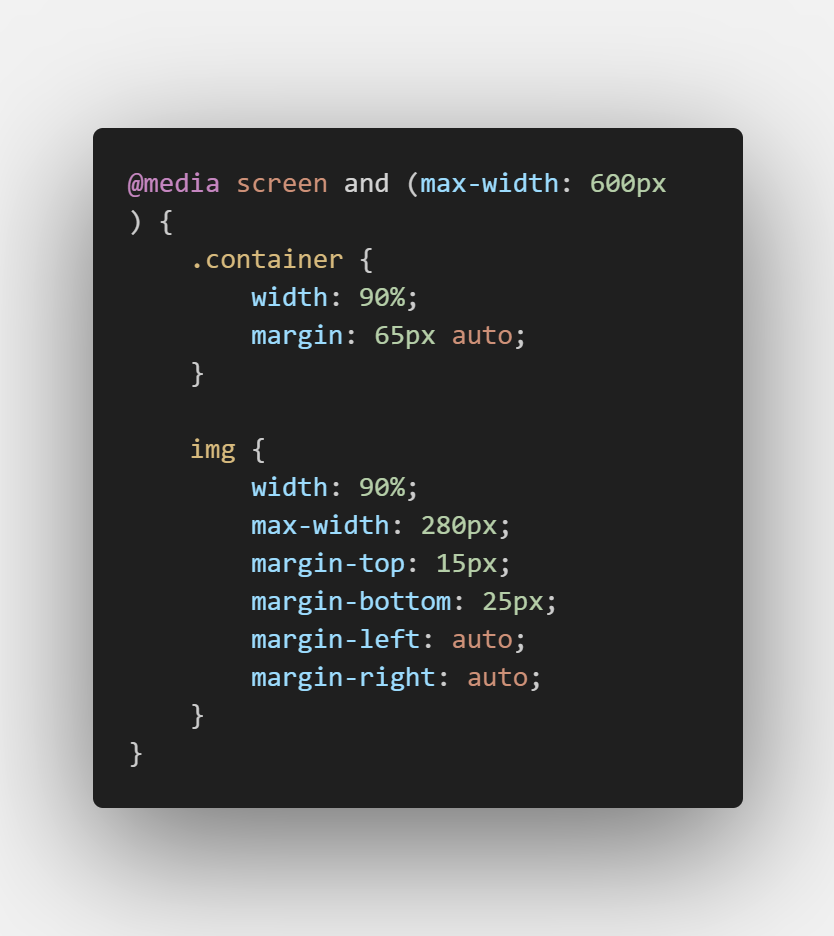 @media screen and (max-width: 600px
) {
    .container {
        width: 90%;
        margin: 65px auto;
    }

    img {
        width: 90%;
        max-width: 280px;
        margin-top: 15px;
        margin-bottom: 25px;
        margin-left: auto;
        margin-right: auto;
    }
}